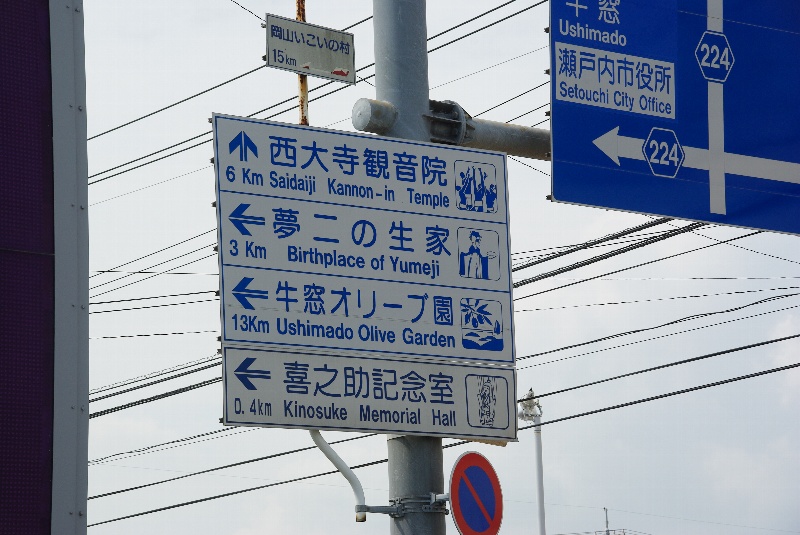 岡山いこいの村
15km
牛窓
Ushimado
瀬戸内市役所
Setouchi City Office
224
224
西大寺観音院
6 Km Saidaiji Kannon-in Temple
夢二の生家
3 Km Birthplace of Yumeji
牛窓オリーブ園
13Km Ushimado Olive Garden
喜之助記念室
0.4km Kinosuke Memorial Hall